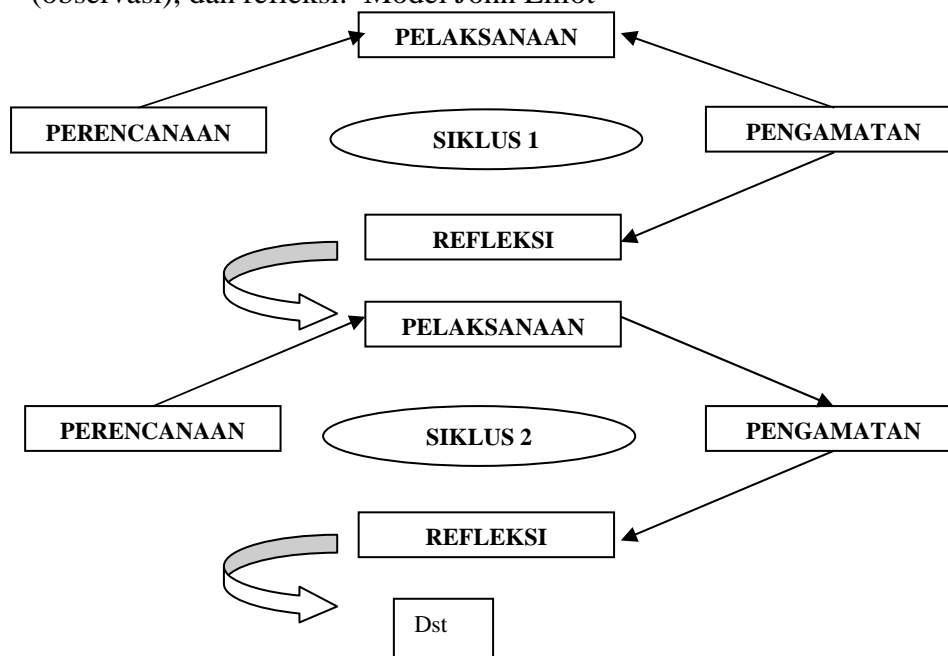 (observasi), dan refleksi. Model John Elliot
PELAKSANAAN
PERENCANAAN
SIKLUS 1
PENGAMATAN
REFLEKSI
PELAKSANAAN
PERENCANAAN
SIKLUS 2
PENGAMATAN
REFLEKSI
Dst